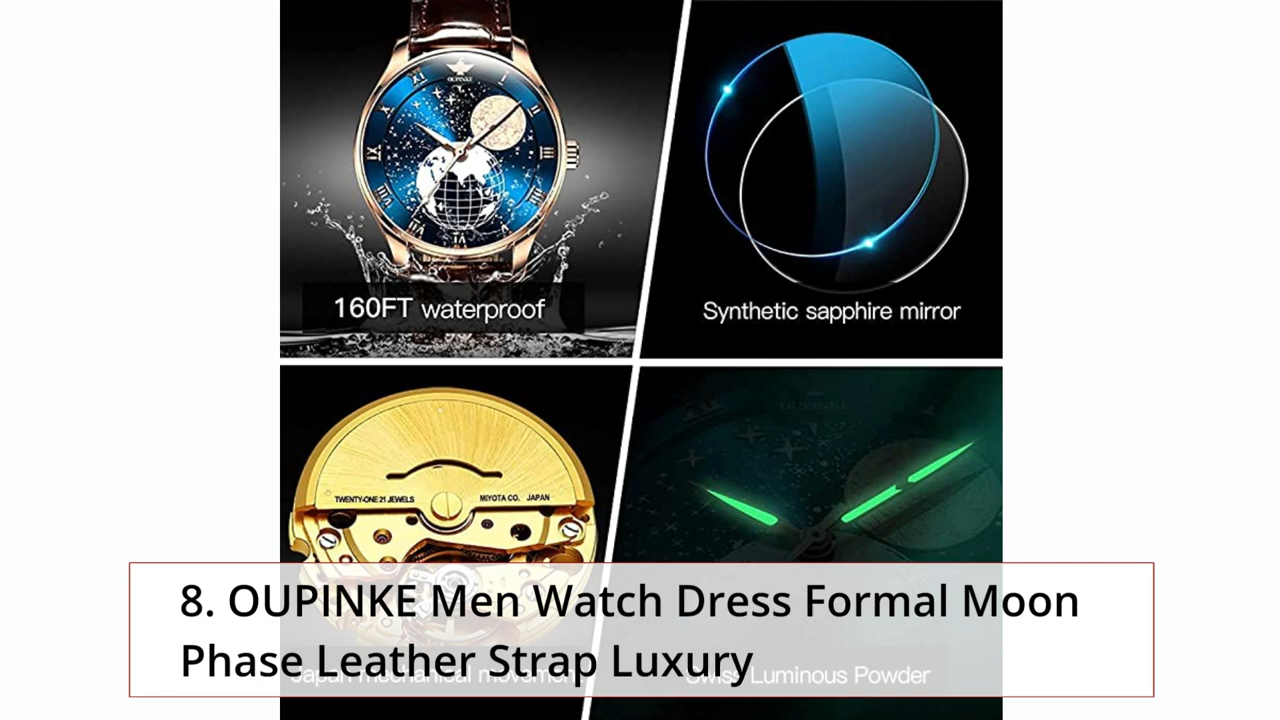 OUPINKE
160FT waterproof
Synthetic sapphire mirror
TWENTY-ONE 21 JEWELS MIYOTA CO. JAPAN
OUPINKE
8. OUPINKE Men Watch Dress Formal Moon
Phase Leather Strap Luxury
Japan mechanical movement
Swiss Luminous Powder